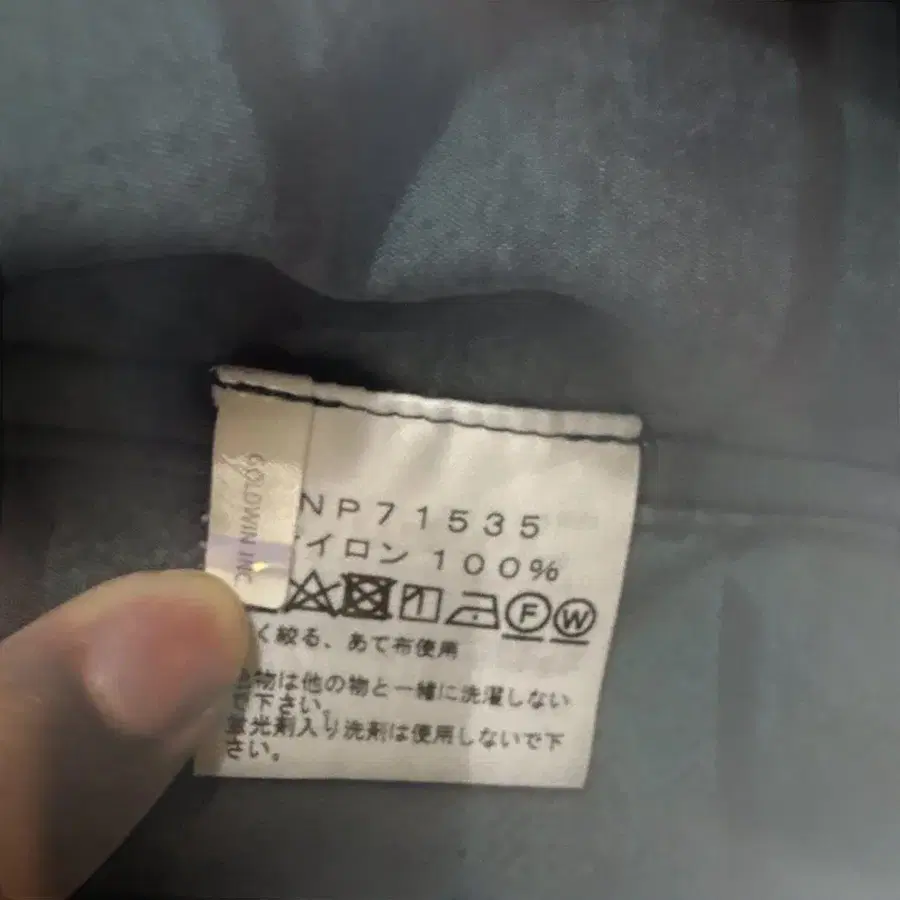 GOLDWIN INC
NP71535
イロン 100%
F W
く絞る、あて布使用
物は他の物と一緒に洗濯しない
で下さい。
光剤入り洗剤は使用しないで下
さい。